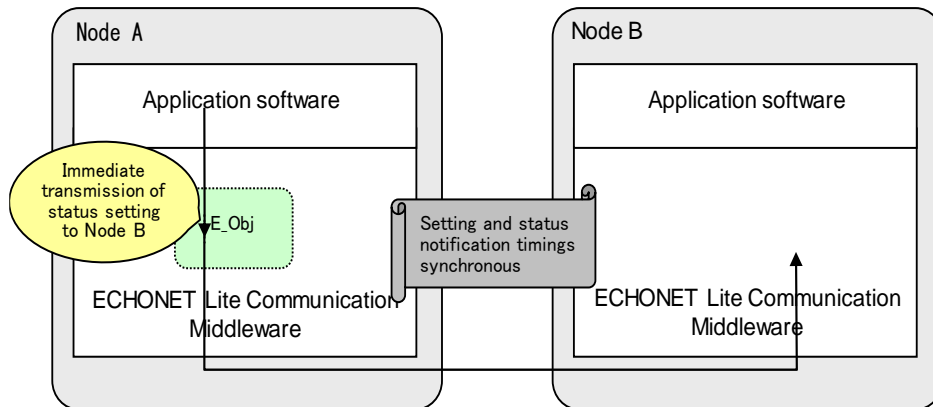 Node A
Application software
Immediate
transmission of
status setting
to Node B
E_Obj
ECHONET Lite Communication
Middleware
Setting and status
notification timings
synchronous
Node B
Application software
ECHONET Lite Communication
Middleware